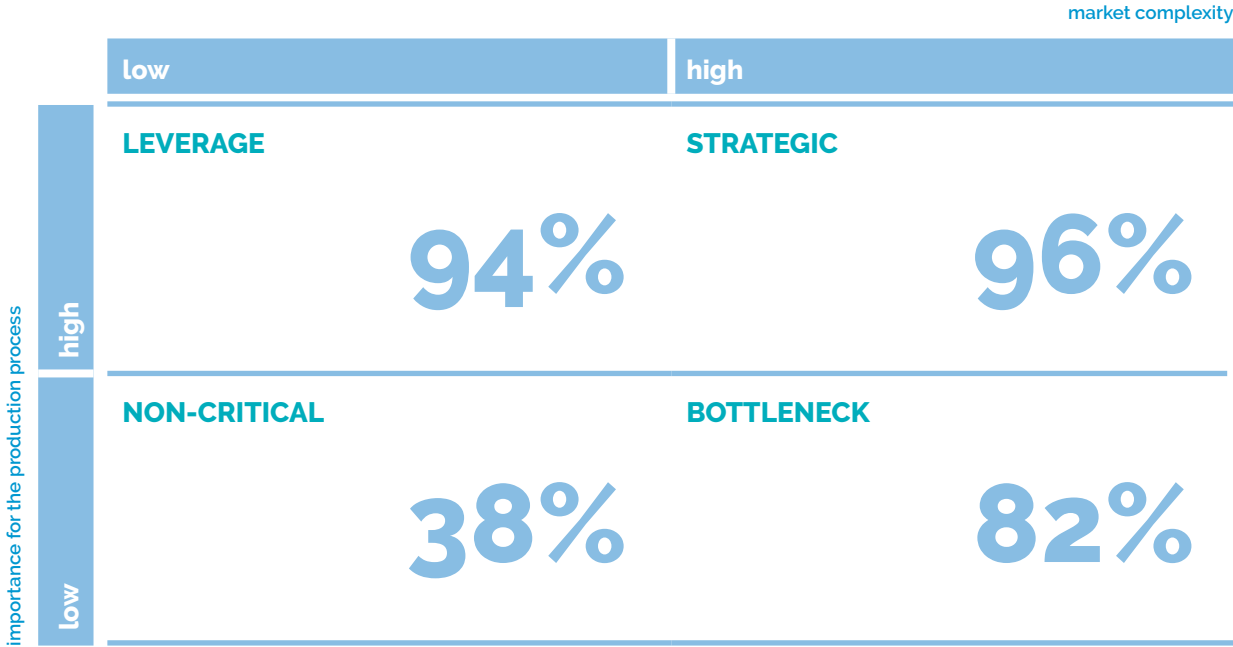 market complexity
low
high
importance for the production process
high
LEVERAGE
STRATEGIC
94%
96%
low
NON-CRITICAL
BOTTLENECK
38%
82%